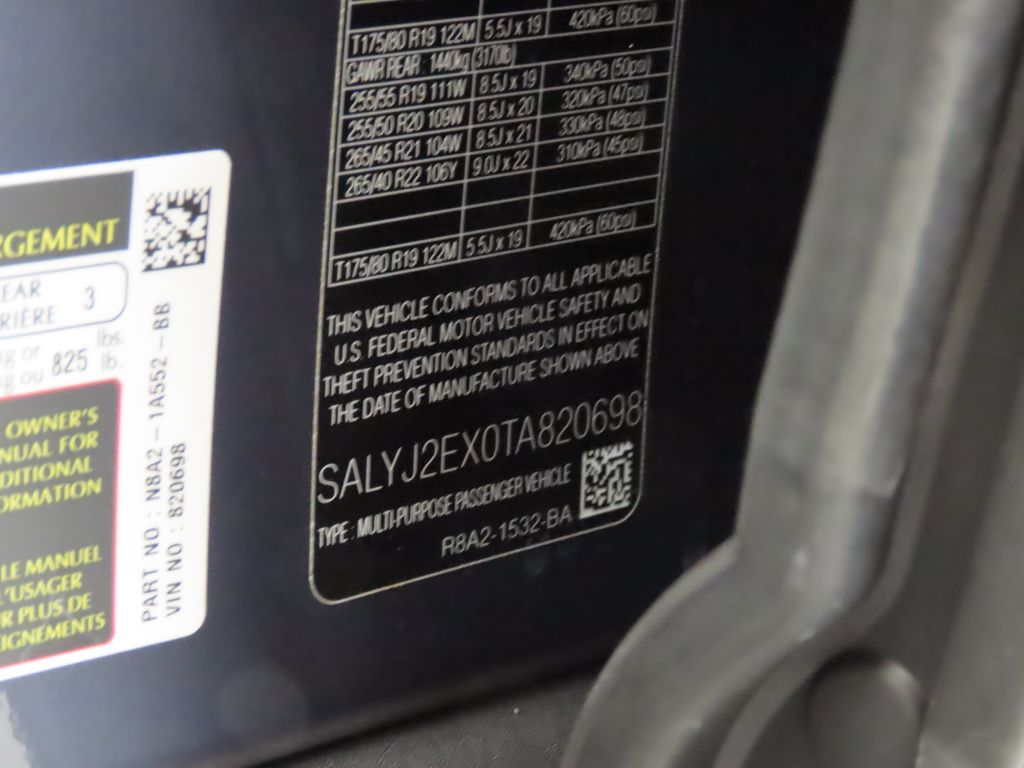 RGEMENT
EAR 3
RIÈRE
kg or 825 lbs.
kg ou lb.
OWNER'S
NUAL FOR
DITIONAL
ORMATION
LE MANUEL
L'USAGER
R PLUS DE
IGNEMENTS
PART NO : N8A2-1A552-BB
VIN NO : 820698
T175/80 R19 122M 5.5J x 19 420kPa (60psi)
GAWR REAR: 1440kg (3170lb)
255/55 R19 111W 8.5J x 19 340kPa (50psi)
255/50 R20 109W 8.5J x 20 320kPa (47psi)
265/45 R21 104W 8.5J x 21 330kPa (48psi)
265/40 R22 106Y 9.0J x 22 310kPa (45psi)
T175/80 R19 122M 5.5J x 19 420kPa (60psi)
THIS VEHICLE CONFORMS TO ALL APPLICABLE
U.S. FEDERAL MOTOR VEHICLE SAFETY AND
THEFT PREVENTION STANDARDS IN EFFECT ON
THE DATE OF MANUFACTURE SHOWN ABOVE
SALYJ2EX0TA820698
TYPE : MULTI-PURPOSE PASSENGER VEHICLE
R8A2-1532-BA